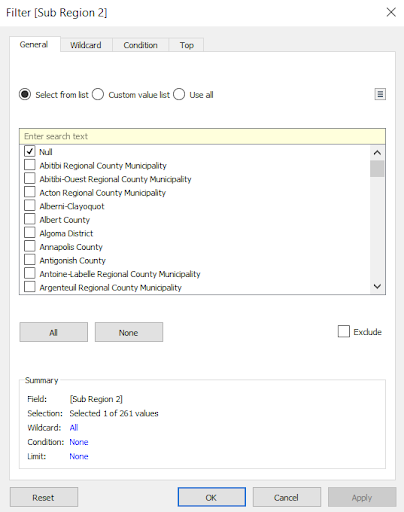 Filter [Sub Region 2]
General Wildcard Condition Top
Select from list Custom value list Use all
Enter search text
Null
Abitibi Regional County Municipality
Abitibi-Ouest Regional County Municipality
Acton Regional County Municipality
Alberni-Clayoquot
Albert County
Algoma District
Annapolis County
Antigonish County
Antoine-Labelle Regional County Municipality
Argenteuil Regional County Municipality
All None Exclude
Summary
Field: [Sub Region 2]
Selection: Selected 1 of 261 values
Wildcard: All
Condition: None
Limit: None
Reset OK Cancel Apply